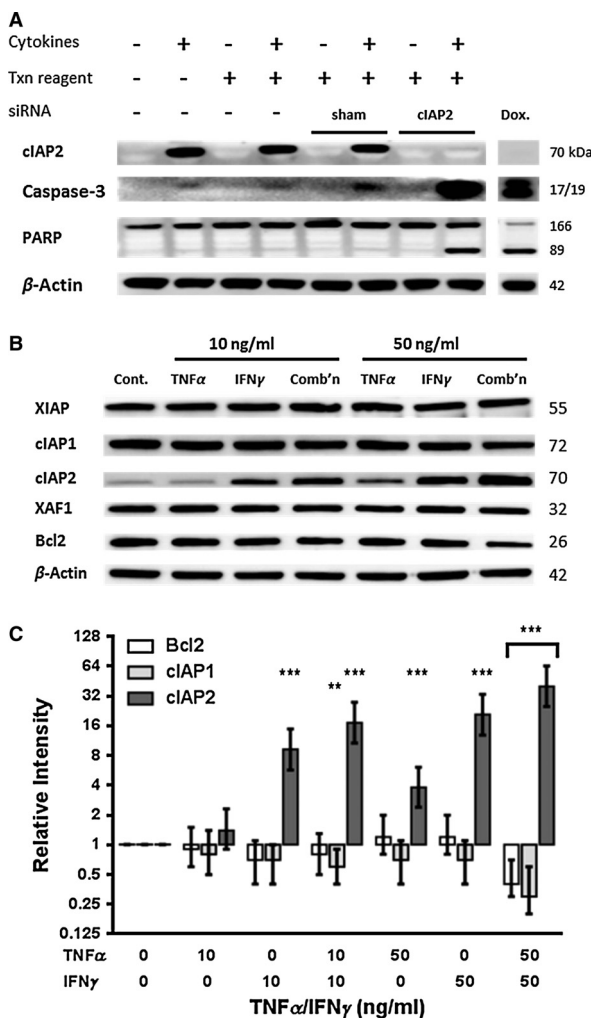 A
Cytokines - + - + - + - +
Txn reagent - - + + + + + +
siRNA - - - - sham cIAP2 Dox.
cIAP2 70 kDa
Caspase-3 17/19
PARP 166
89
β-Actin 42
B
10 ng/ml 50 ng/ml
Cont. TNFα IFNγ Comb'n TNFα IFNγ Comb'n
XIAP 55
cIAP1 72
cIAP2 70
XAF1 32
Bcl2 26
β-Actin 42
C
Relative Intensity
128
64
32
16
8
4
2
1
0.5
0.25
0.125
Bcl2
cIAP1
cIAP2
*** ** *** *** *** ***
TNFα 0 10 0 10 50 0 50
IFNγ 0 0 10 10 0 50 50
TNFα/IFNγ (ng/ml)